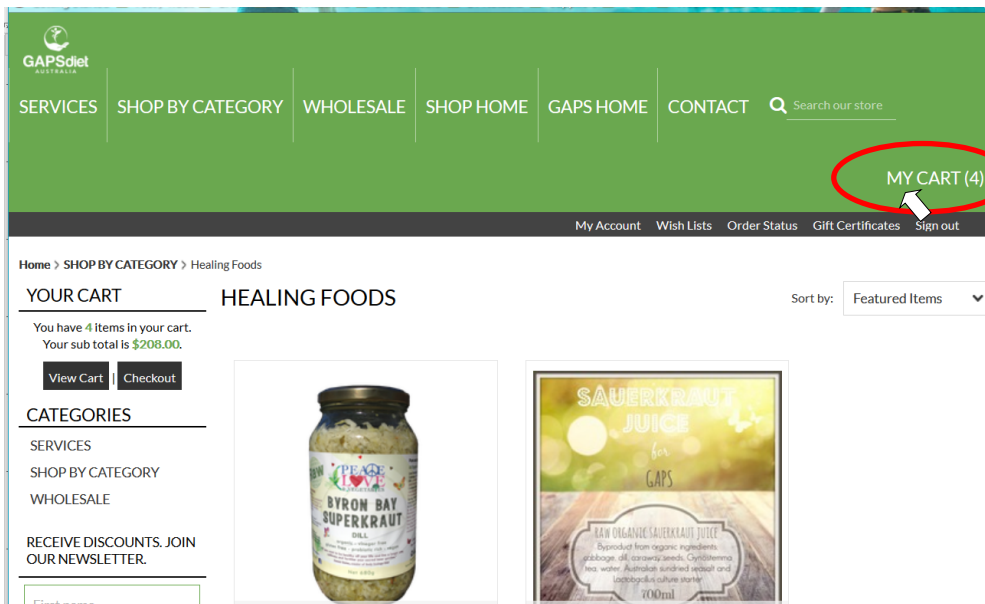 GAPSdiet
AUSTRALIA
SERVICES
SHOP BY CATEGORY
WHOLESALE
SHOP HOME
GAPS HOME
CONTACT
Search our store
MY CART (4)
My Account Wish Lists Order Status Gift Certificates Sign out
Home > SHOP BY CATEGORY > Healing Foods
YOUR CART
You have 4 items in your cart.
Your sub total is $208.00.
View Cart | Checkout
CATEGORIES
SERVICES
SHOP BY CATEGORY
WHOLESALE
RECEIVE DISCOUNTS. JOIN
OUR NEWSLETTER.
First name
HEALING FOODS
Sort by: Featured Items
RAW
PEACE
LOVE
BYRON BAY
SUPERKRAUT
DILL
SAUERKRAUT
JUICE
for
GAPS
RAW ORGANIC SAUERKRAUT JUICE
Byproduct from organic ingredients
cabbage, dill, caraway seeds, Gynostemma
tea, water, Australian sundried seasalt and
Lactobacillus culture starter
700ml